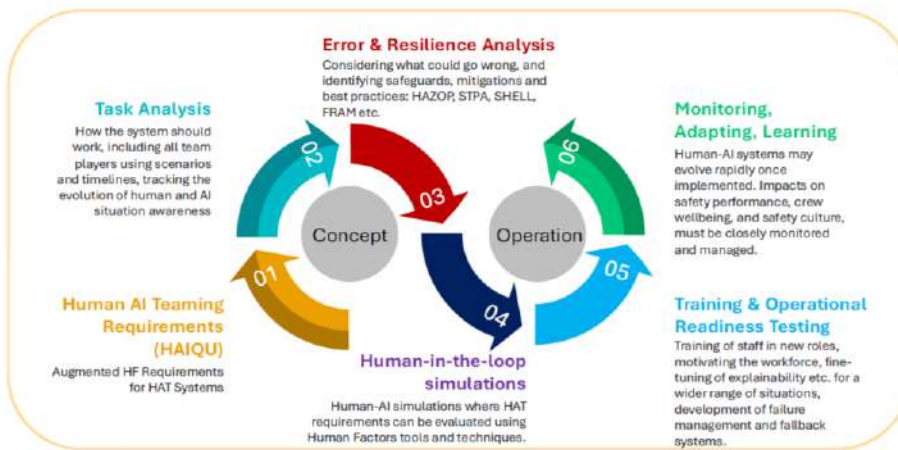 Error & Resilience Analysis
Considering what could go wrong, and
identifying safeguards, mitigations and
best practices: HAZOP, STPA, SHELL,
FRAM etc.
Task Analysis
How the system should
work, including all team
players using scenarios
and timelines, tracking the
evolution of human and AI
situation awareness
Monitoring,
Adapting, Learning
Human-AI systems may
evolve rapidly once
implemented. Impacts on
safety performance, crew
wellbeing, and safety culture,
must be closely monitored
and managed.
02
03
06
Concept
Operation
01
04
05
Human AI Teaming
Requirements
(HAIQU)
Augmented HF Requirements
for HAT Systems
Human-in-the-loop
simulations
Human-AI simulations where HAT
requirements can be evaluated using
Human Factors tools and techniques.
Training & Operational
Readiness Testing
Training of staff in new roles,
motivating the workforce, fine-
tuning of explainability etc. for a
wider range of situations,
development of failure
management and fallback
systems.